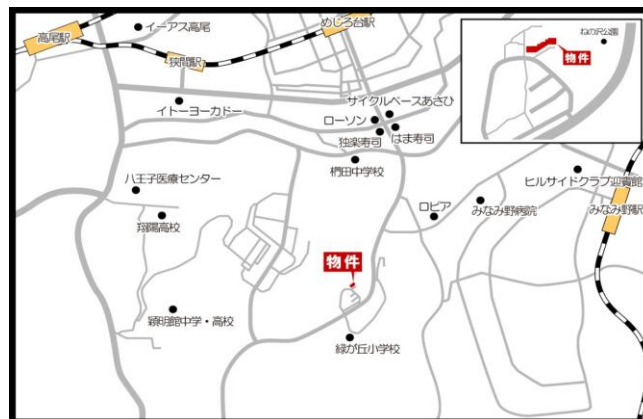 イーアス高尾
めじろ台駅
高尾駅
狭間駅
ねの沢公園
物件
イトーヨーカドー
サイクルベースあさひ
ローソン
独楽寿司
はま寿司
椚田中学校
八王子医療センター
ヒルサイドクラブ迎賓館
翔陽高校
ロピア
みなみ野病院
みなみ野駅
物件
穎明館中学・高校
緑が丘小学校